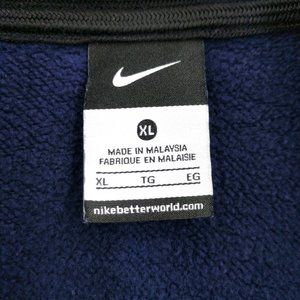 XL
MADE IN MALAYSIA
FABRIQUE EN MALAISIE
XL TG EG
nikebetterworld.com